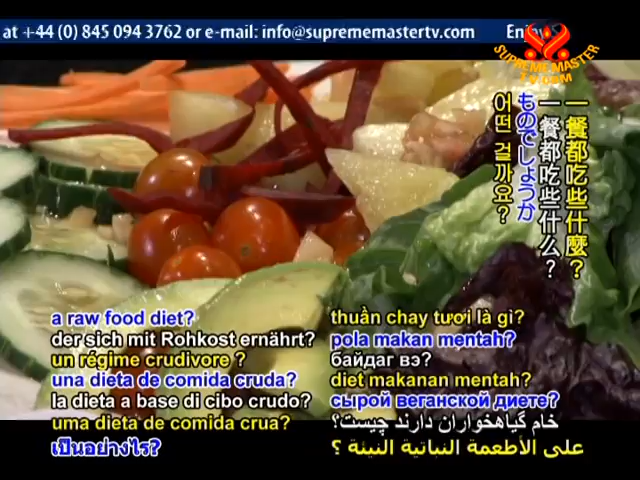 at +44 (0) 845 094 3762 or e-mail: info@suprememastertv.com
Enjoy
SUPREME MASTER
TV.COM
一餐都吃些什麼?
一餐都吃些什么?
ものでしょうか
어떤 걸까요?
a raw food diet?
der sich mit Rohkost ernährt?
un régime crudivore ?
una dieta de comida cruda?
la dieta a base di cibo crudo?
uma dieta de comida crua?
เป็นอย่างไร?
thuần chay tươi là gì?
pola makan mentah?
байдаг вэ?
diet makanan mentah?
сырой веганской диете?
خام گیاهخواران دارند چیست؟
على الأطعمة النباتية النيئة ؟